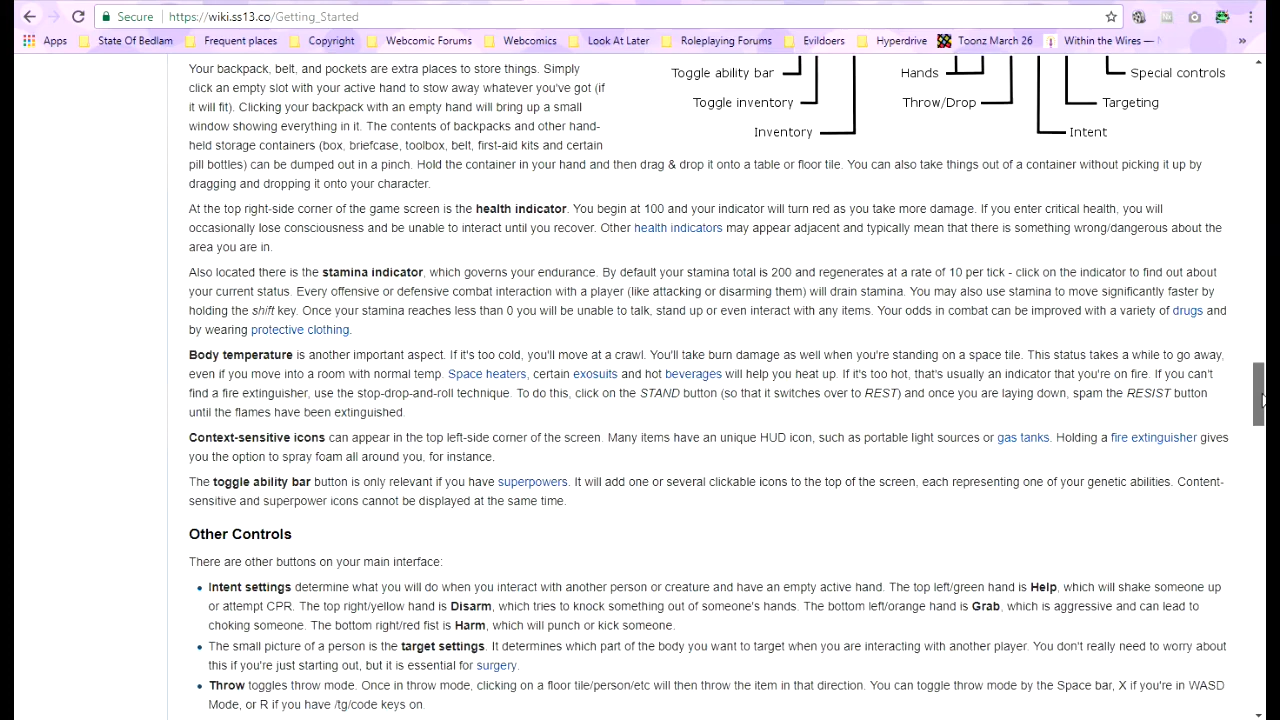 Secure https://wiki.ss13.co/Getting_Started
Apps State Of Bedlam Frequent places Copyright Webcomic Forums Webcomics Look At Later Roleplaying Forums Evildoers Hyperdrive Toonz March 26 Within the Wires — »
Toggle ability bar
Toggle inventory
Inventory
Hands
Throw/Drop
Special controls
Targeting
Intent
Your backpack, belt, and pockets are extra places to store things. Simply
click an empty slot with your active hand to stow away whatever you've got (if
it will fit). Clicking your backpack with an empty hand will bring up a small
window showing everything in it. The contents of backpacks and other hand-
held storage containers (box, briefcase, toolbox, belt, first-aid kits and certain
pill bottles) can be dumped out in a pinch. Hold the container in your hand and then drag & drop it onto a table or floor tile. You can also take things out of a container without picking it up by
dragging and dropping it onto your character.
At the top right-side corner of the game screen is the health indicator. You begin at 100 and your indicator will turn red as you take more damage. If you enter critical health, you will
occasionally lose consciousness and be unable to interact until you recover. Other health indicators may appear adjacent and typically mean that there is something wrong/dangerous about the
area you are in.
Also located there is the stamina indicator, which governs your endurance. By default your stamina total is 200 and regenerates at a rate of 10 per tick - click on the indicator to find out about
your current status. Every offensive or defensive combat interaction with a player (like attacking or disarming them) will drain stamina. You may also use stamina to move significantly faster by
holding the shift key. Once your stamina reaches less than 0 you will be unable to talk, stand up or even interact with any items. Your odds in combat can be improved with a variety of drugs and
by wearing protective clothing.
Body temperature is another important aspect. If it's too cold, you'll move at a crawl. You'll take burn damage as well when you're standing on a space tile. This status takes a while to go away,
even if you move into a room with normal temp. Space heaters, certain exosuits and hot beverages will help you heat up. If it's too hot, that's usually an indicator that you're on fire. If you can't
find a fire extinguisher, use the stop-drop-and-roll technique. To do this, click on the STAND button (so that it switches over to REST) and once you are laying down, spam the RESIST button
until the flames have been extinguished.
Context-sensitive icons can appear in the top left-side corner of the screen. Many items have an unique HUD icon, such as portable light sources or gas tanks. Holding a fire extinguisher gives
you the option to spray foam all around you, for instance.
The toggle ability bar button is only relevant if you have superpowers. It will add one or several clickable icons to the top of the screen, each representing one of your genetic abilities. Content-
sensitive and superpower icons cannot be displayed at the same time.
Other Controls
There are other buttons on your main interface:
Intent settings determine what you will do when you interact with another person or creature and have an empty active hand. The top left/green hand is Help, which will shake someone up
or attempt CPR. The top right/yellow hand is Disarm, which tries to knock something out of someone's hands. The bottom left/orange hand is Grab, which is aggressive and can lead to
choking someone. The bottom right/red fist is Harm, which will punch or kick someone.
The small picture of a person is the target settings. It determines which part of the body you want to target when you are interacting with another player. You don't really need to worry about
this if you're just starting out, but it is essential for surgery.
Throw toggles throw mode. Once in throw mode, clicking on a floor tile/person/etc will then throw the item in that direction. You can toggle throw mode by the Space bar, X if you're in WASD
Mode, or R if you have /tg/code keys on.